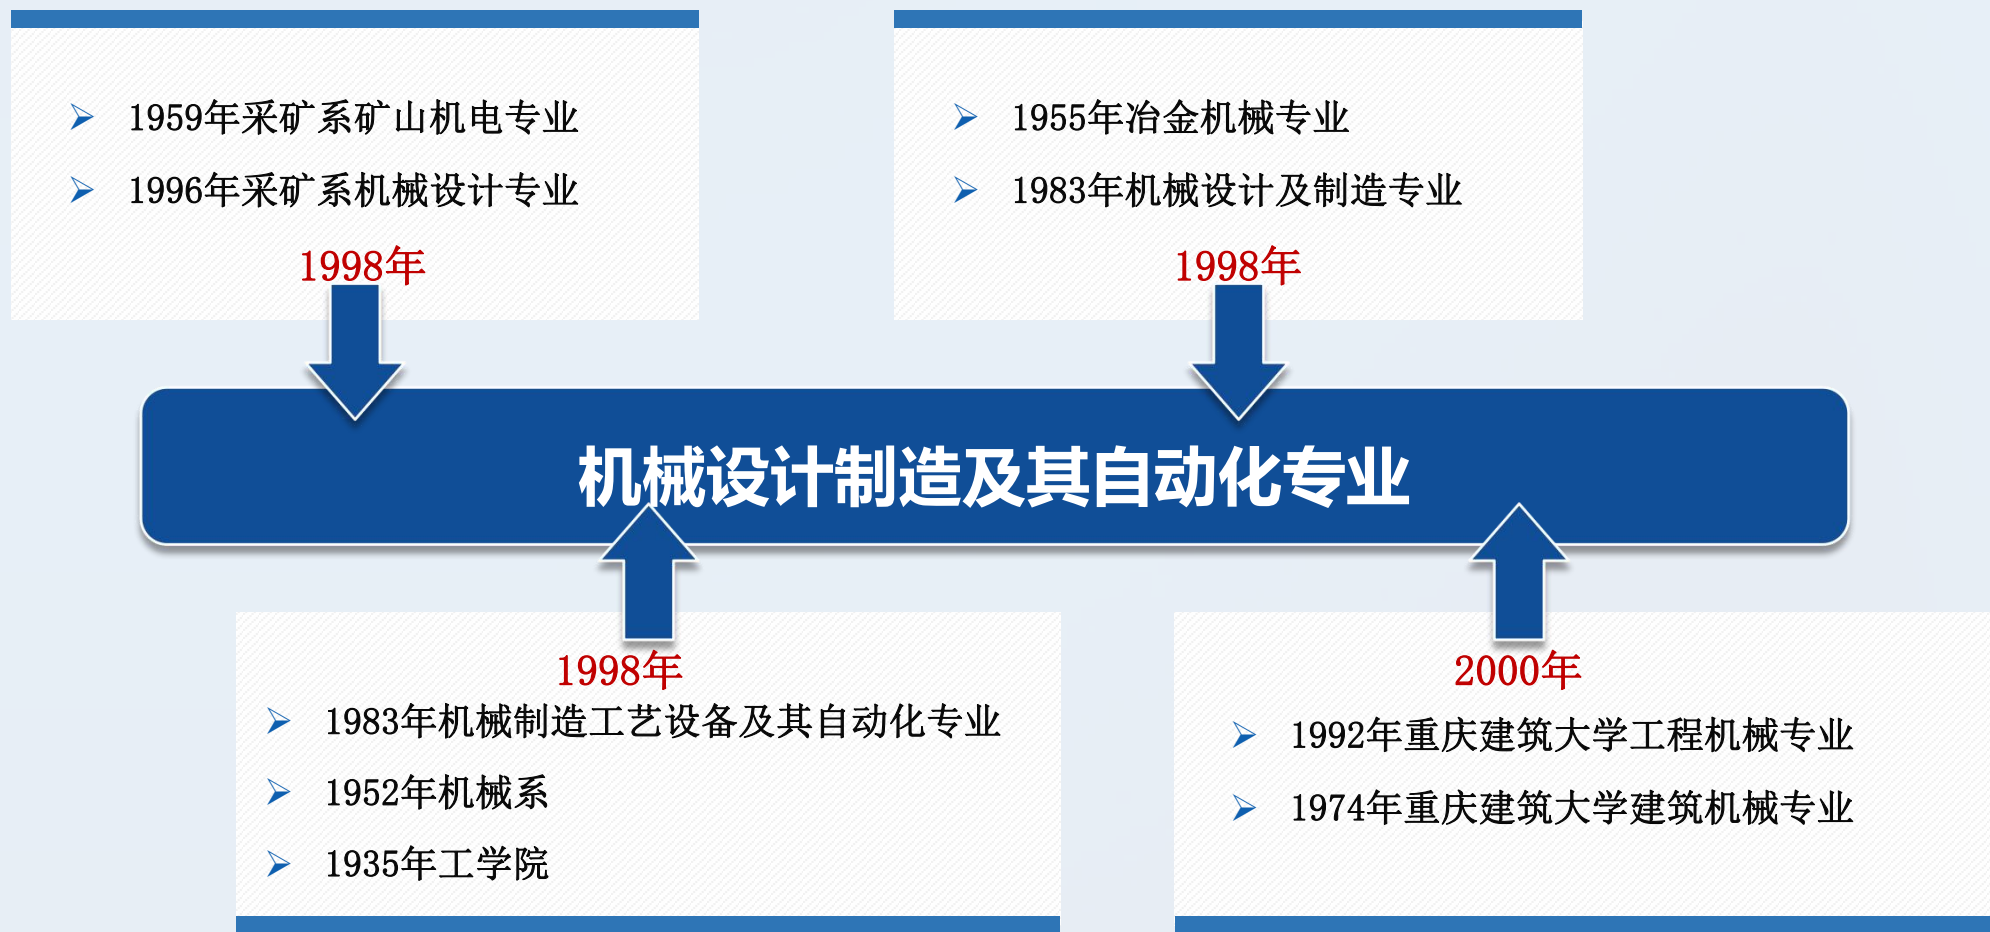 1959年采矿系矿山机电专业
1996年采矿系机械设计专业
1998年
1955年冶金机械专业
1983年机械设计及制造专业
1998年
机械设计制造及其自动化专业
1998年
1983年机械制造工艺设备及其自动化专业
1952年机械系
1935年工学院
2000年
1992年重庆建筑大学工程机械专业
1974年重庆建筑大学建筑机械专业